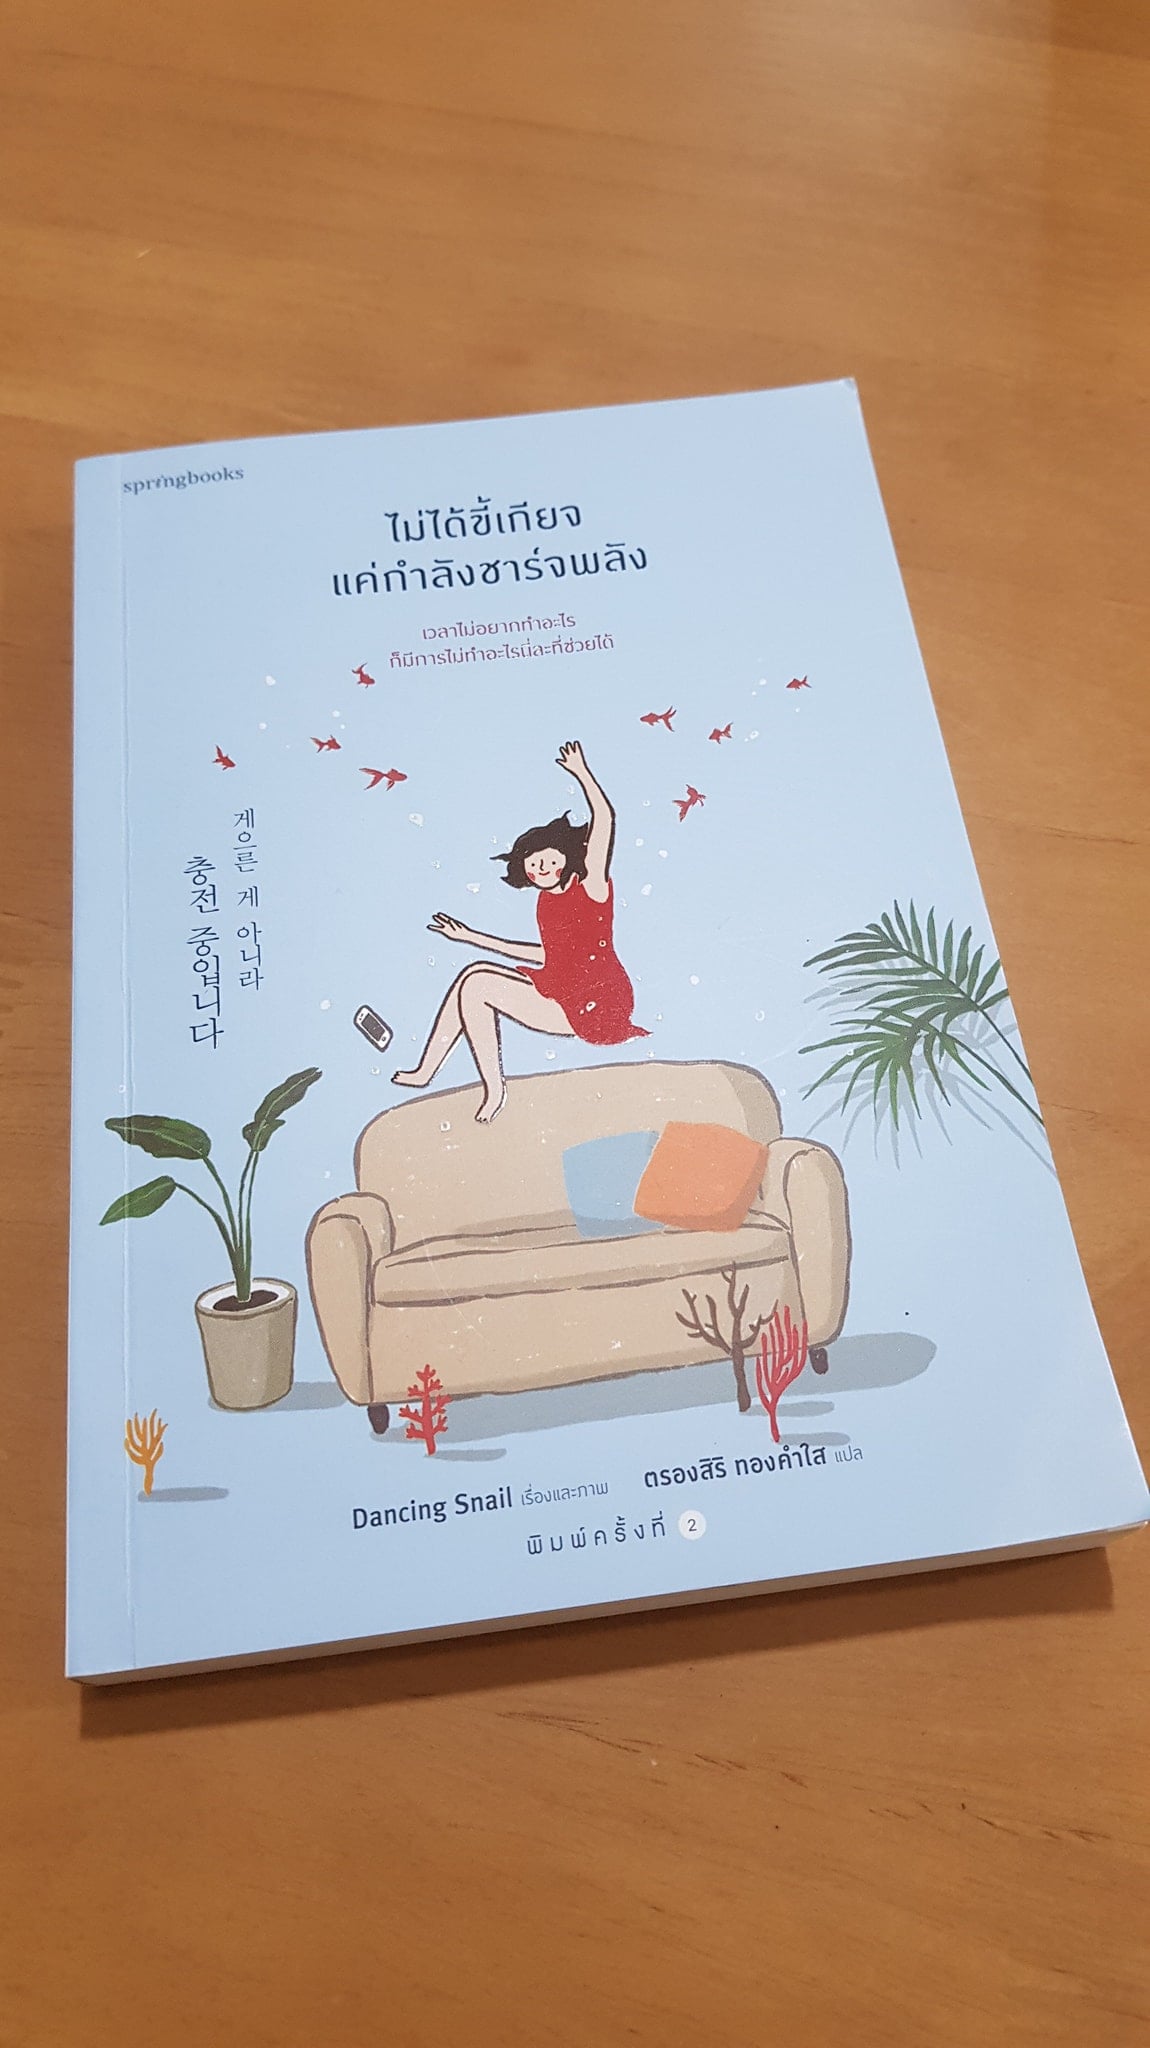 springbooks
ไม่ได้ขี้เกียจ
แค่กำลังชาร์จพลัง
เวลาไม่อยากทำอะไร
ก็มีการไม่ทำอะไรนี่ละที่ช่วยได้
게으른 게 아니라
충전 중입니다
Dancing Snail เรื่องและภาพ ตรองสิริ ทองคำใส แปล
พิมพ์ครั้งที่ 2